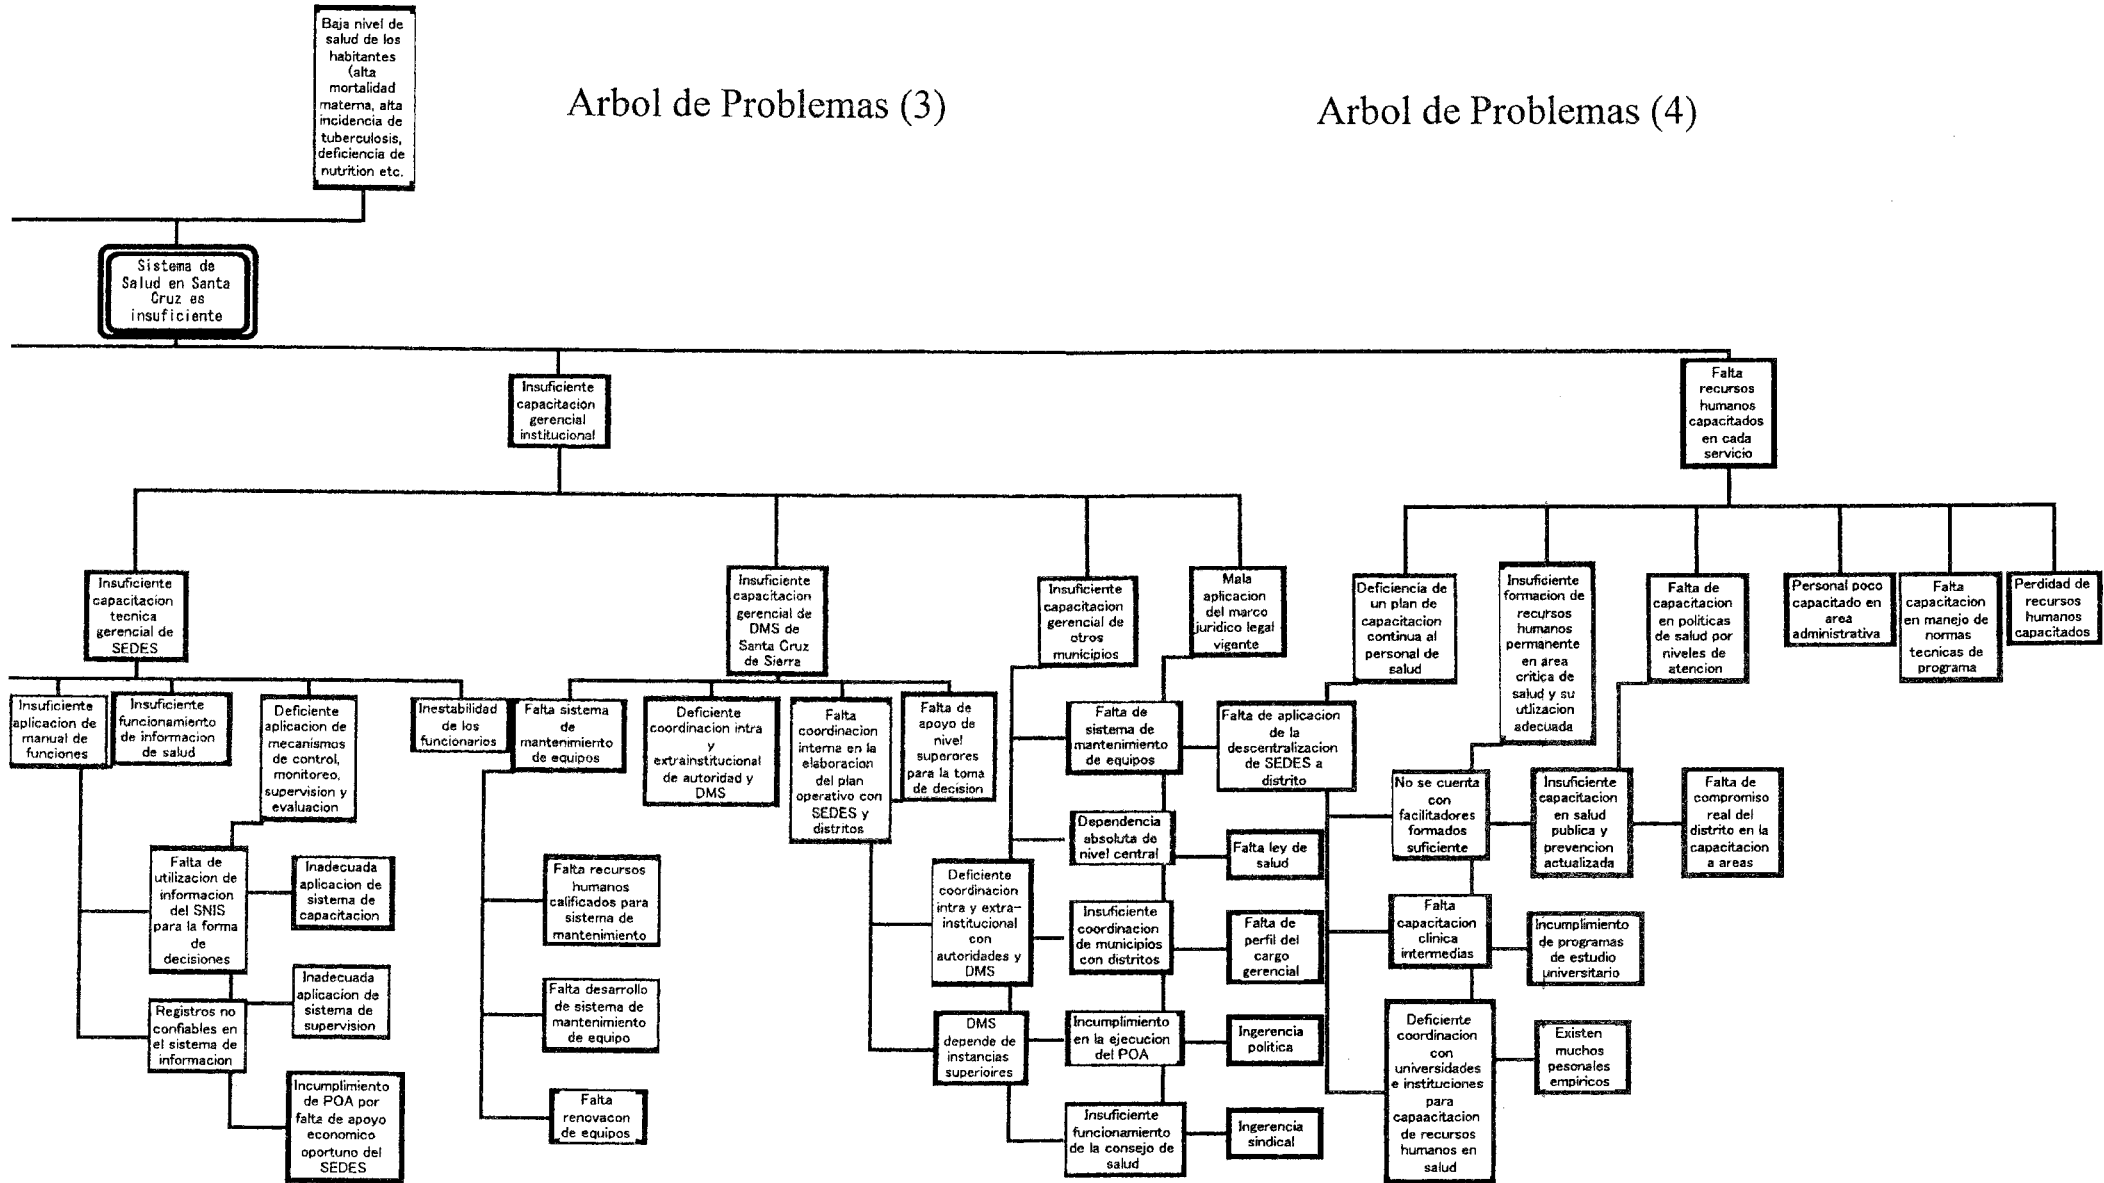 Baja nivel de
salud de los
habitantes
(alta
mortalidad
materna, alta
incidencia de
tuberculosis,
deficiencia de
nutrition etc.
Arbol de Problemas (3)
Arbol de Problemas (4)
Sistema de
Salud en Santa
Cruz es
insuficiente
Insuficiente
capacitación
gerencial
institucional
Falta
recursos
humanos
capacitados
en cada
servicio
Insuficiente
capacitacion
tecnica
gerencial de
SEDES
Insuficiente
capacitacion
gerencial de
DMS de
Santa Cruz
de Sierra
Insuficiente
capacitacion
gerencial de
otros
municipios
Mala
aplicacion
del marco
juridico legal
vigente
Deficiencia de
un plan de
capacitacion
continua al
personal de
salud
Insuficiente
formacion de
recursos
humanos
permanente
en area
critica de
salud y su
utlizacion
adecuada
Falta de
capacitacion
en politicas
de salud por
niveles de
atencion
Personal poco
capacitado en
area
administrativa
Falta
capacitacion
en manejo de
normas
tecnicas de
programa
Perdidad de
recursos
humanos
capacitados
Insuficiente
aplicacion de
manual de
funciones
Insuficiente
funcionamiento
de informacion
de salud
Deficiente
aplicacion de
mecanismos
de control,
monitoreo,
supervision y
evaluacion
Inestabilidad
de los
funcionarios
Falta sistema
de
mantenimiento
de equipos
Deficiente
coordinacion intra
y
extrainstitucional
de autoridad y
DMS
Falta
coordinacion
interna en la
elaboracion
del plan
operativo con
SEDES y
distritos
Falta de
apoyo de
nivel
superores
para la toma
de decision
Falta de
sistema de
mantenimiento
de equipos
Falta de aplicacion
de la
descentralizacion
de SEDES a
distrito
No se cuenta
con
facilitadores
formados
suficiente
Insuficiente
capacitacion
en salud
publica y
prevencion
actualizada
Falta de
compromiso
real del
distrito en la
capacitacion
a areas
Falta de
utilizacion de
informacion
del SNIS
para la forma
de
decisiones
Inadecuada
aplicacion de
sistema de
capacitacion
Falta recursos
humanos
calificados para
sistema de
mantenimiento
Deficiente
coordinacion
intra y extra-
institucional
con
autoridades y
DMS
Dependencia
absoluta de
nivel central
Falta ley de
salud
Insuficiente
coordinacion
de municipios
con distritos
Falta de
perfil del
cargo
gerencial
Falta
capacitacion
clinica
intermedias
Incumplimiento
de programas
de estudio
universitario
Registros no
confiables en
el sistema de
informacion
Inadecuada
aplicacion de
sistema de
supervision
Falta desarrollo
de sistema de
mantenimiento
de equipo
DMS
depende de
instancias
superioires
Incumplimiento
en la ejecucion
del POA
Ingerencia
politica
Deficiente
coordinacion
con
universidades
e instituciones
para
capaacitacion
de recursos
humanos en
salud
Existen
muchos
pesonales
empíricos
Incumplimiento
de POA por
falta de apoyo
economico
oportuno del
SEDES
Falta
renovacon
de equipos
Insuficiente
funcionamiento
de la consejo de
salud
Ingerencia
sindical